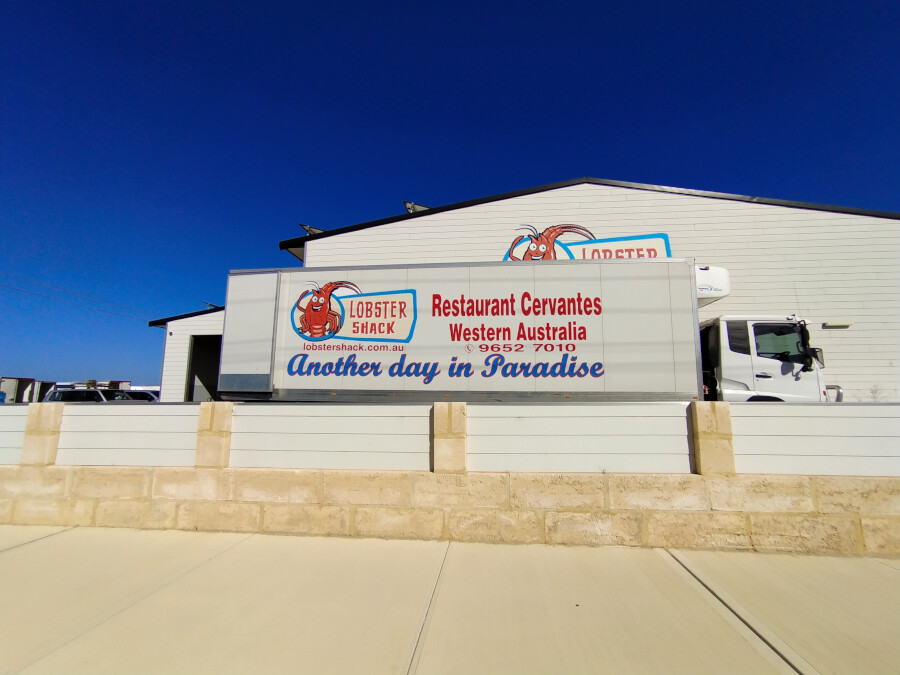 LOBSTER
LOBSTER
SHACK
lobstershack.com.au
Restaurant Cervantes
Western Australia
9652 7010
Another day in Paradise